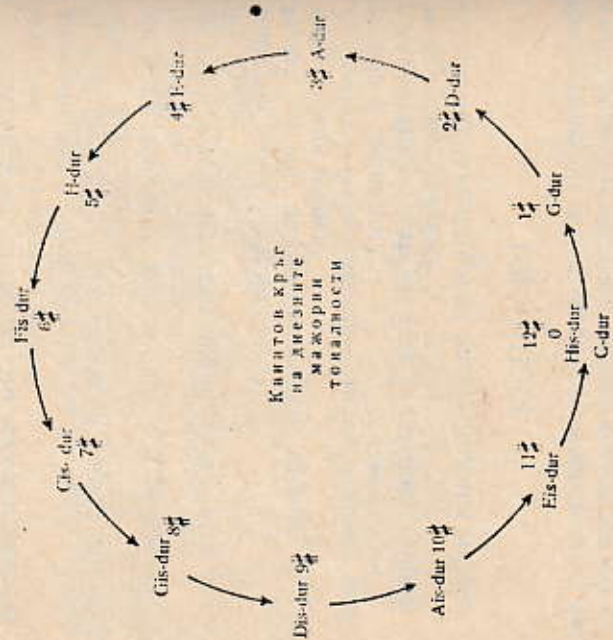 Квинтов кръг
на диезните
мажорни
тоналности
12♯
0
His-dur
C-dur
1♯
G-dur
2♯ D-dur
3♯ A-dur
4♯ E-dur
H-dur
5♯
Fis dur
6♯
Cis- dur
7♯
Gis-dur 8♯
Dis-dur 9♯
Ais-dur 10♯
11♯
Eis-dur